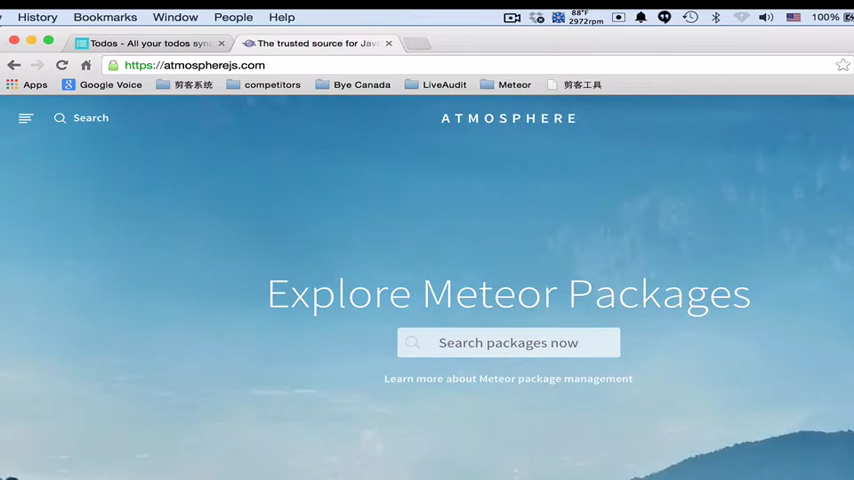 History Bookmarks Window People Help 88°F 2972rpm 100%
Todos - All your todos sync The trusted source for Java
https://atmospherejs.com
Apps Google Voice 剪客系统 competitors Bye Canada LiveAudit Meteor 剪客工具
Search ATMOSPHERE
Explore Meteor Packages
Search packages now
Learn more about Meteor package management